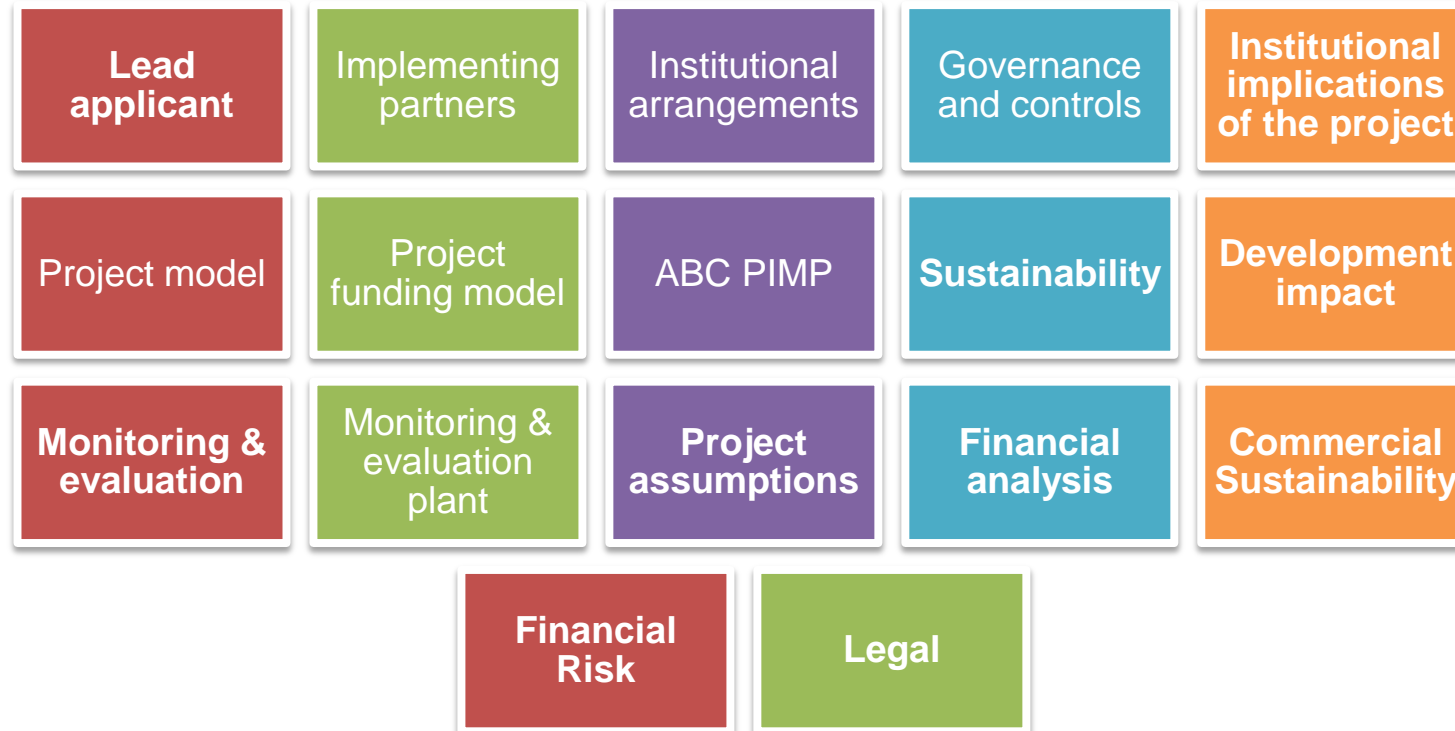 Lead
applicant
Implementing
partners
Institutional
arrangements
Governance
and controls
Institutional
implications
of the project
Project model
Project
funding model
ABC PIMP
Sustainability
Development
impact
Monitoring &
evaluation
Monitoring &
evaluation
plant
Project
assumptions
Financial
analysis
Commercial
Sustainability
Financial
Risk
Legal